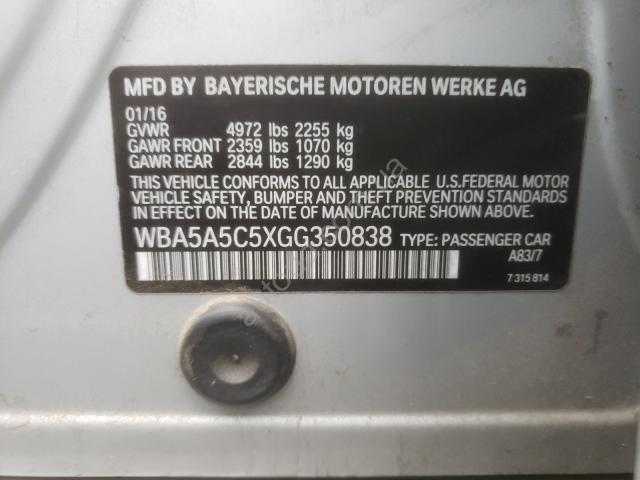 MFD BY BAYERISCHE MOTOREN WERKE AG
01/16
GVWR 4972 lbs 2255 kg
GAWR FRONT 2359 lbs 1070 kg
GAWR REAR 2844 lbs 1290 kg
THIS VEHICLE CONFORMS TO ALL APPLICABLE U.S.FEDERAL MOTOR
VEHICLE SAFETY, BUMPER AND THEFT PREVENTION STANDARDS
IN EFFECT ON THE DATE OF MANUFACTURE SHOWN ABOVE.
WBA5A5C5XGG350838 TYPE: PASSENGER CAR
A83/7
7 315 814